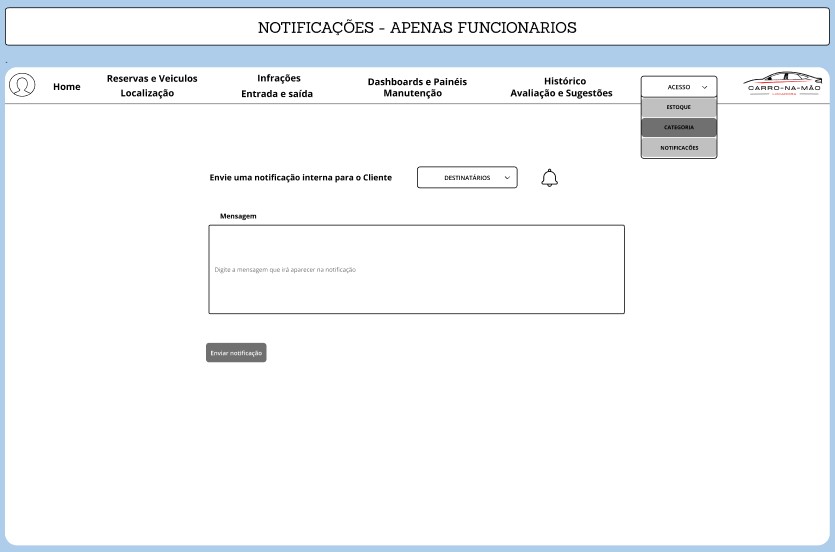 NOTIFICAÇÕES - APENAS FUNCIONARIOS
Home
Reservas e Veiculos
Localização
Infrações
Entrada e saída
Dashboards e Painéis
Manutenção
Histórico
Avaliação e Sugestões
ACESSO
ESTOQUE
CATEGORIA
NOTIFICACÕES
CARRO-NA-MÃO
LOCADORA
Envie uma notificação interna para o Cliente
DESTINATÁRIOS
Mensagem
Digite a mensagem que irá aparecer na notificação
Enviar notificação